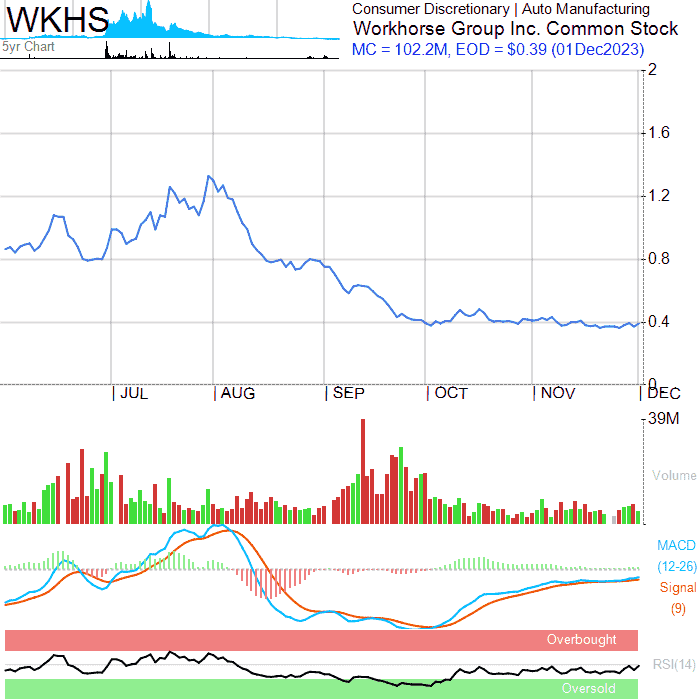 WKHS
5yr Chart
Consumer Discretionary | Auto Manufacturing
Workhorse Group Inc. Common Stock
MC = 102.2M, EOD = $0.39 (01Dec2023)
2
1.6
1.2
0.8
0.4
0
JUL
AUG
SEP
OCT
NOV
DEC
39M
Volume
MACD
(12-26)
Signal
(9)
Overbought
RSI(14)
Oversold